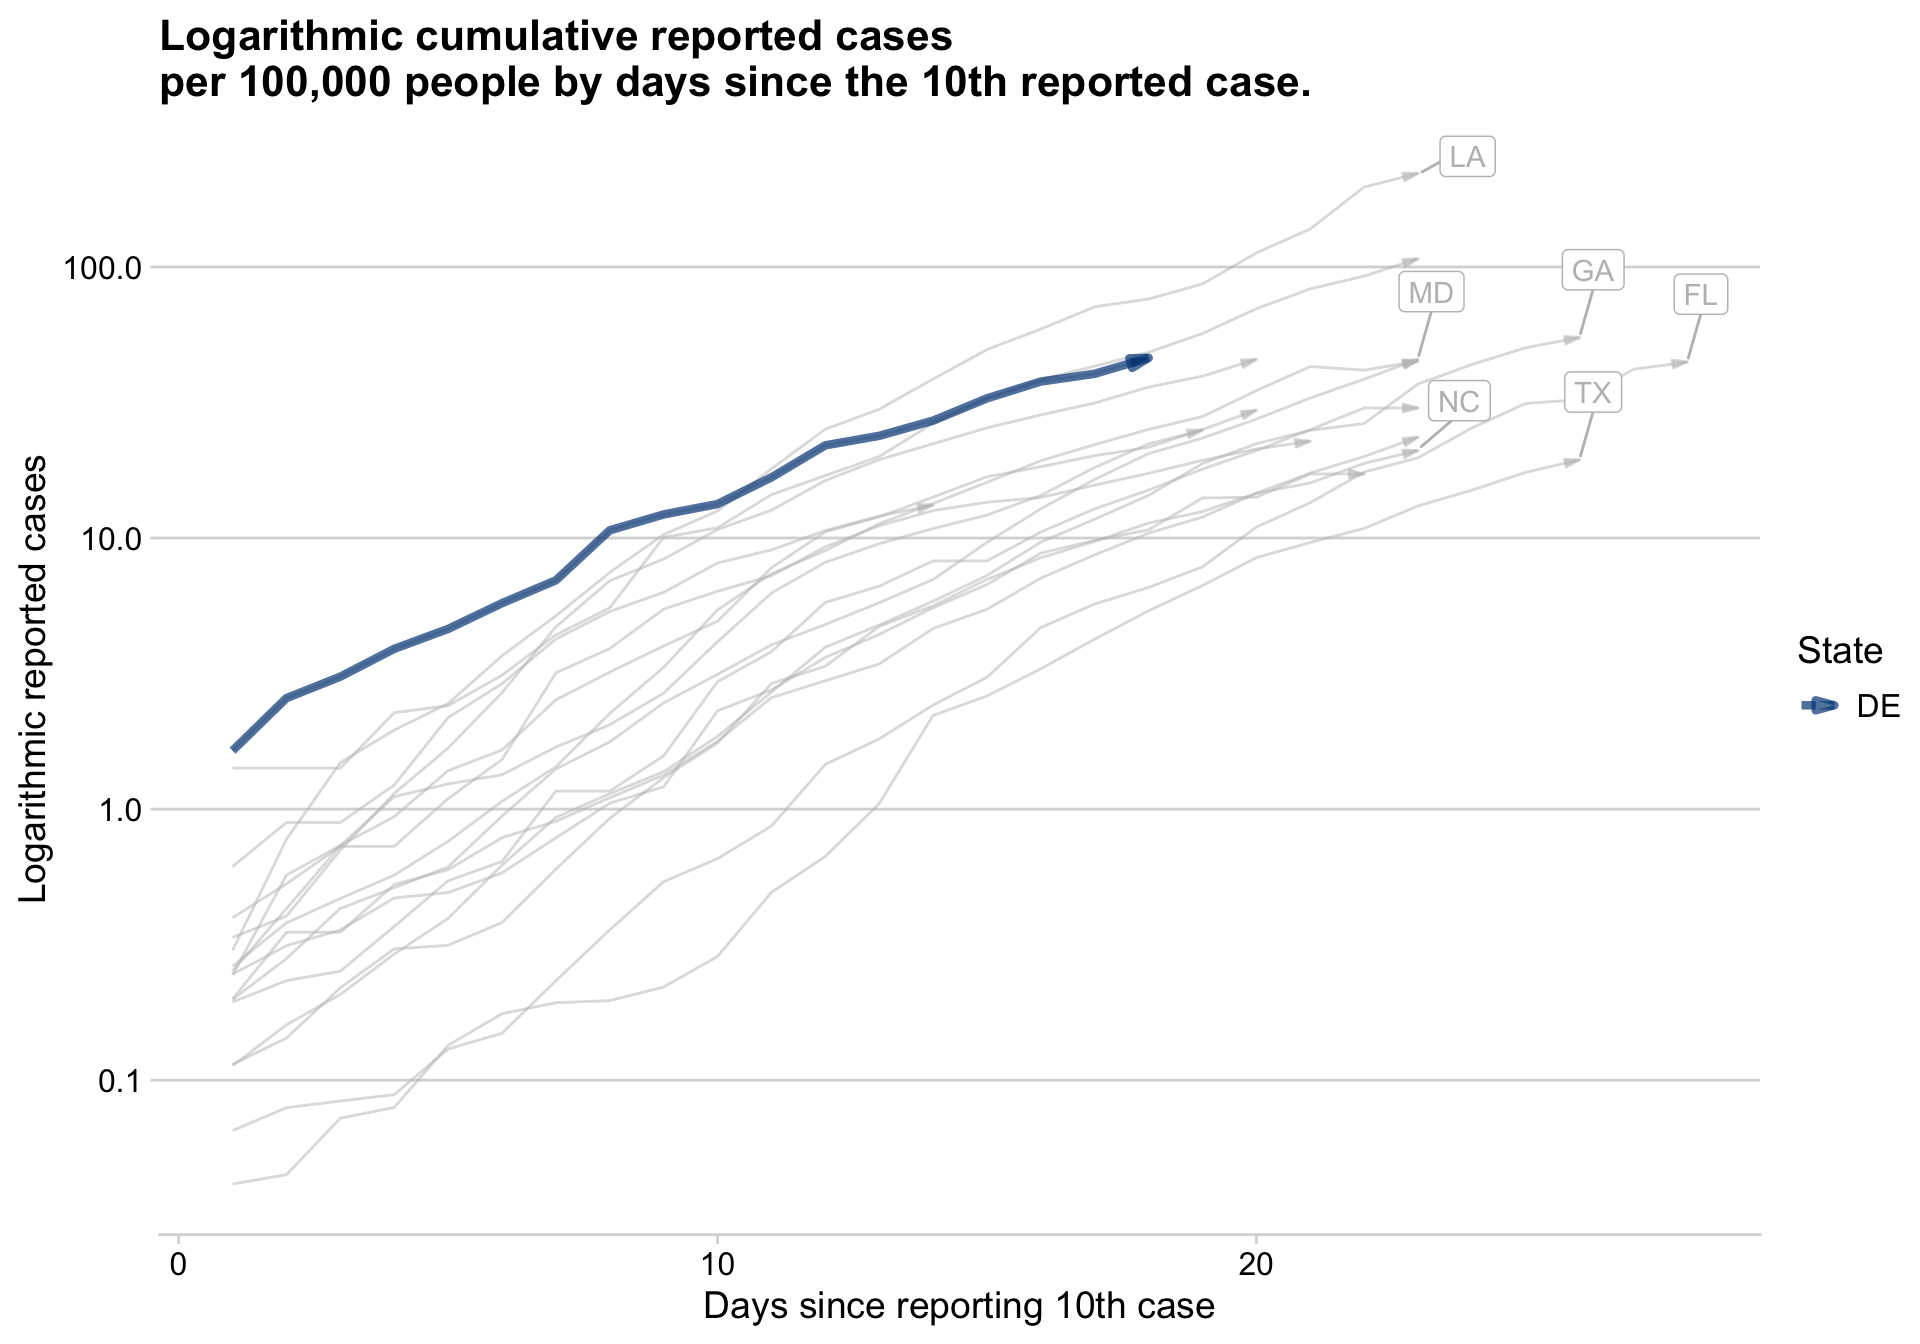 Logarithmic cumulative reported cases
per 100,000 people by days since the 10th reported case.
LA
100.0
GA
MD
FL
TX
NC
10.0
Logarithmic reported cases
State
DE
1.0
0.1
0
10
20
Days since reporting 10th case